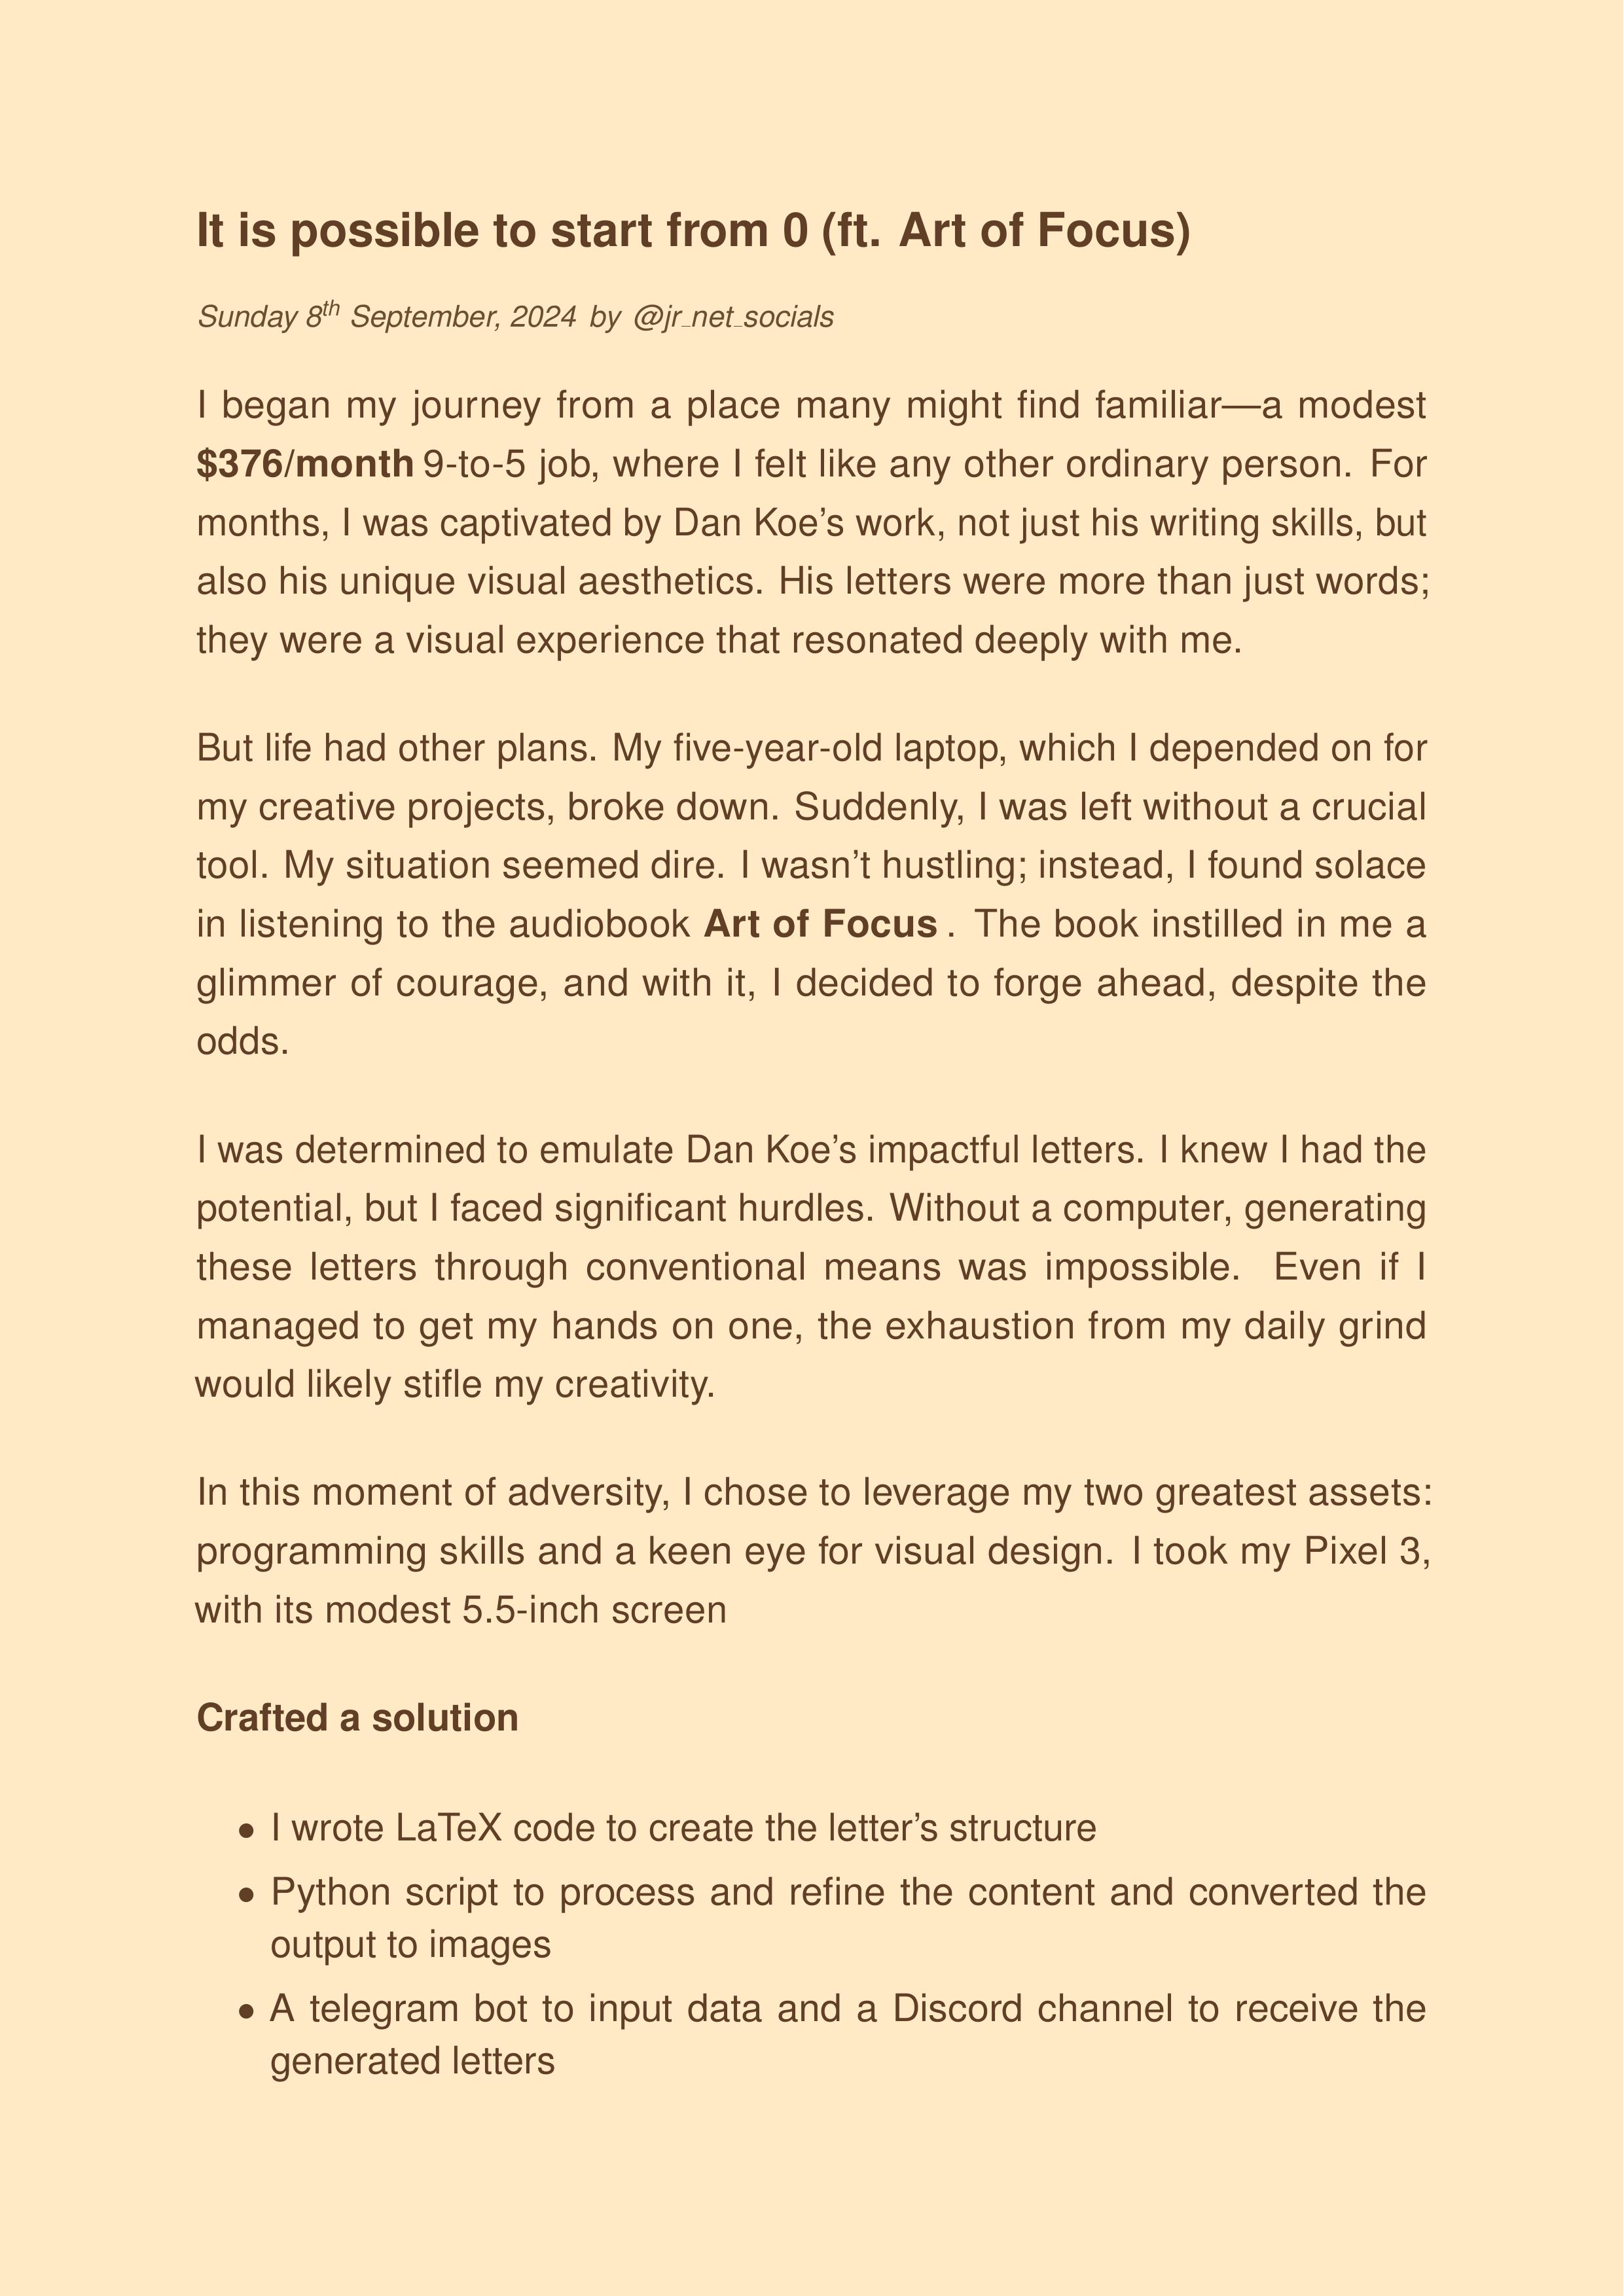 It is possible to start from 0 (ft. Art of Focus)
Sunday 8th September, 2024 by @jr_net_socials
I began my journey from a place many might find familiar—a modest
$376/month 9-to-5 job, where I felt like any other ordinary person. For
months, I was captivated by Dan Koe’s work, not just his writing skills, but
also his unique visual aesthetics. His letters were more than just words;
they were a visual experience that resonated deeply with me.
But life had other plans. My five-year-old laptop, which I depended on for
my creative projects, broke down. Suddenly, I was left without a crucial
tool. My situation seemed dire. I wasn’t hustling; instead, I found solace
in listening to the audiobook Art of Focus . The book instilled in me a
glimmer of courage, and with it, I decided to forge ahead, despite the
odds.
I was determined to emulate Dan Koe’s impactful letters. I knew I had the
potential, but I faced significant hurdles. Without a computer, generating
these letters through conventional means was impossible. Even if I
managed to get my hands on one, the exhaustion from my daily grind
would likely stifle my creativity.
In this moment of adversity, I chose to leverage my two greatest assets:
programming skills and a keen eye for visual design. I took my Pixel 3,
with its modest 5.5-inch screen
Crafted a solution
• I wrote LaTeX code to create the letter’s structure
• Python script to process and refine the content and converted the
output to images
• A telegram bot to input data and a Discord channel to receive the
generated letters